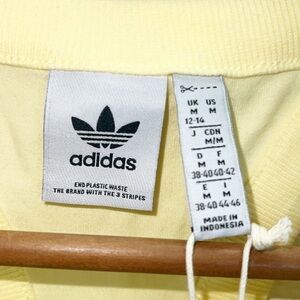 adidas
END PLASTIC WASTE
THE BRAND WITH THE 3 STRIPES
UK US
M M
12-14
J CDN
M M/M
D F
M M
38-40 40-42
E I
M M
38-40 44-46
MADE IN
INDONESIA